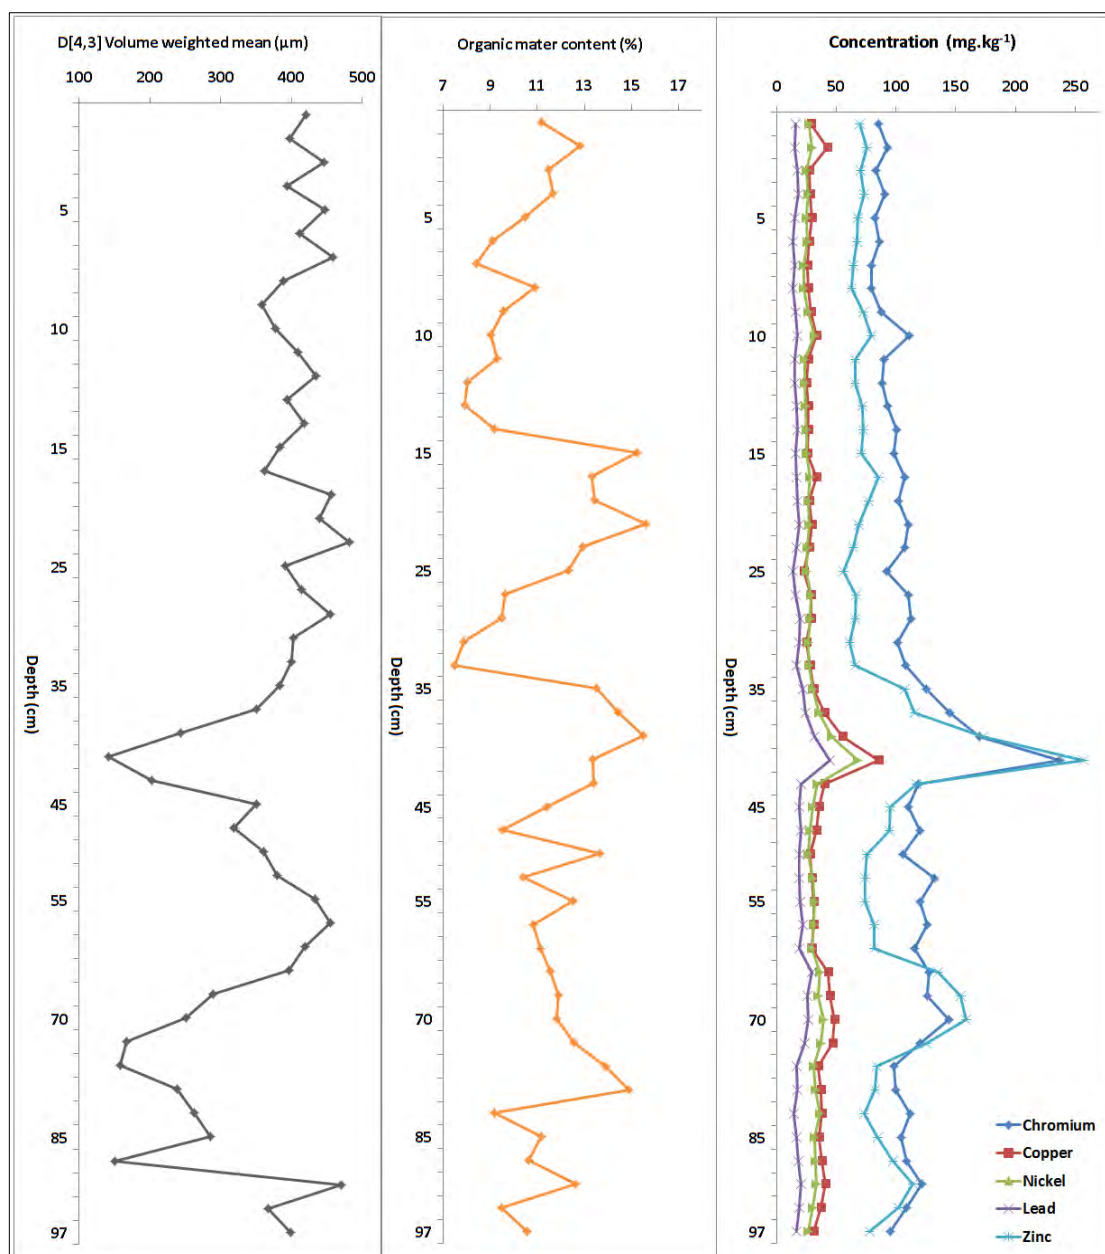 D[4,3] Volume weighted mean (µm)
100 200 300 400 500
5
10
15
25
35
45
55
70
85
97
Depth (cm)
Organic mater content (%)
7 9 11 13 15 17
5
10
15
25
35
45
55
70
85
97
Depth (cm)
Concentration (mg.kg-1)
0 50 100 150 200 250
5
10
15
25
35
45
55
70
85
97
Depth (cm)
Chromium
Copper
Nickel
Lead
Zinc